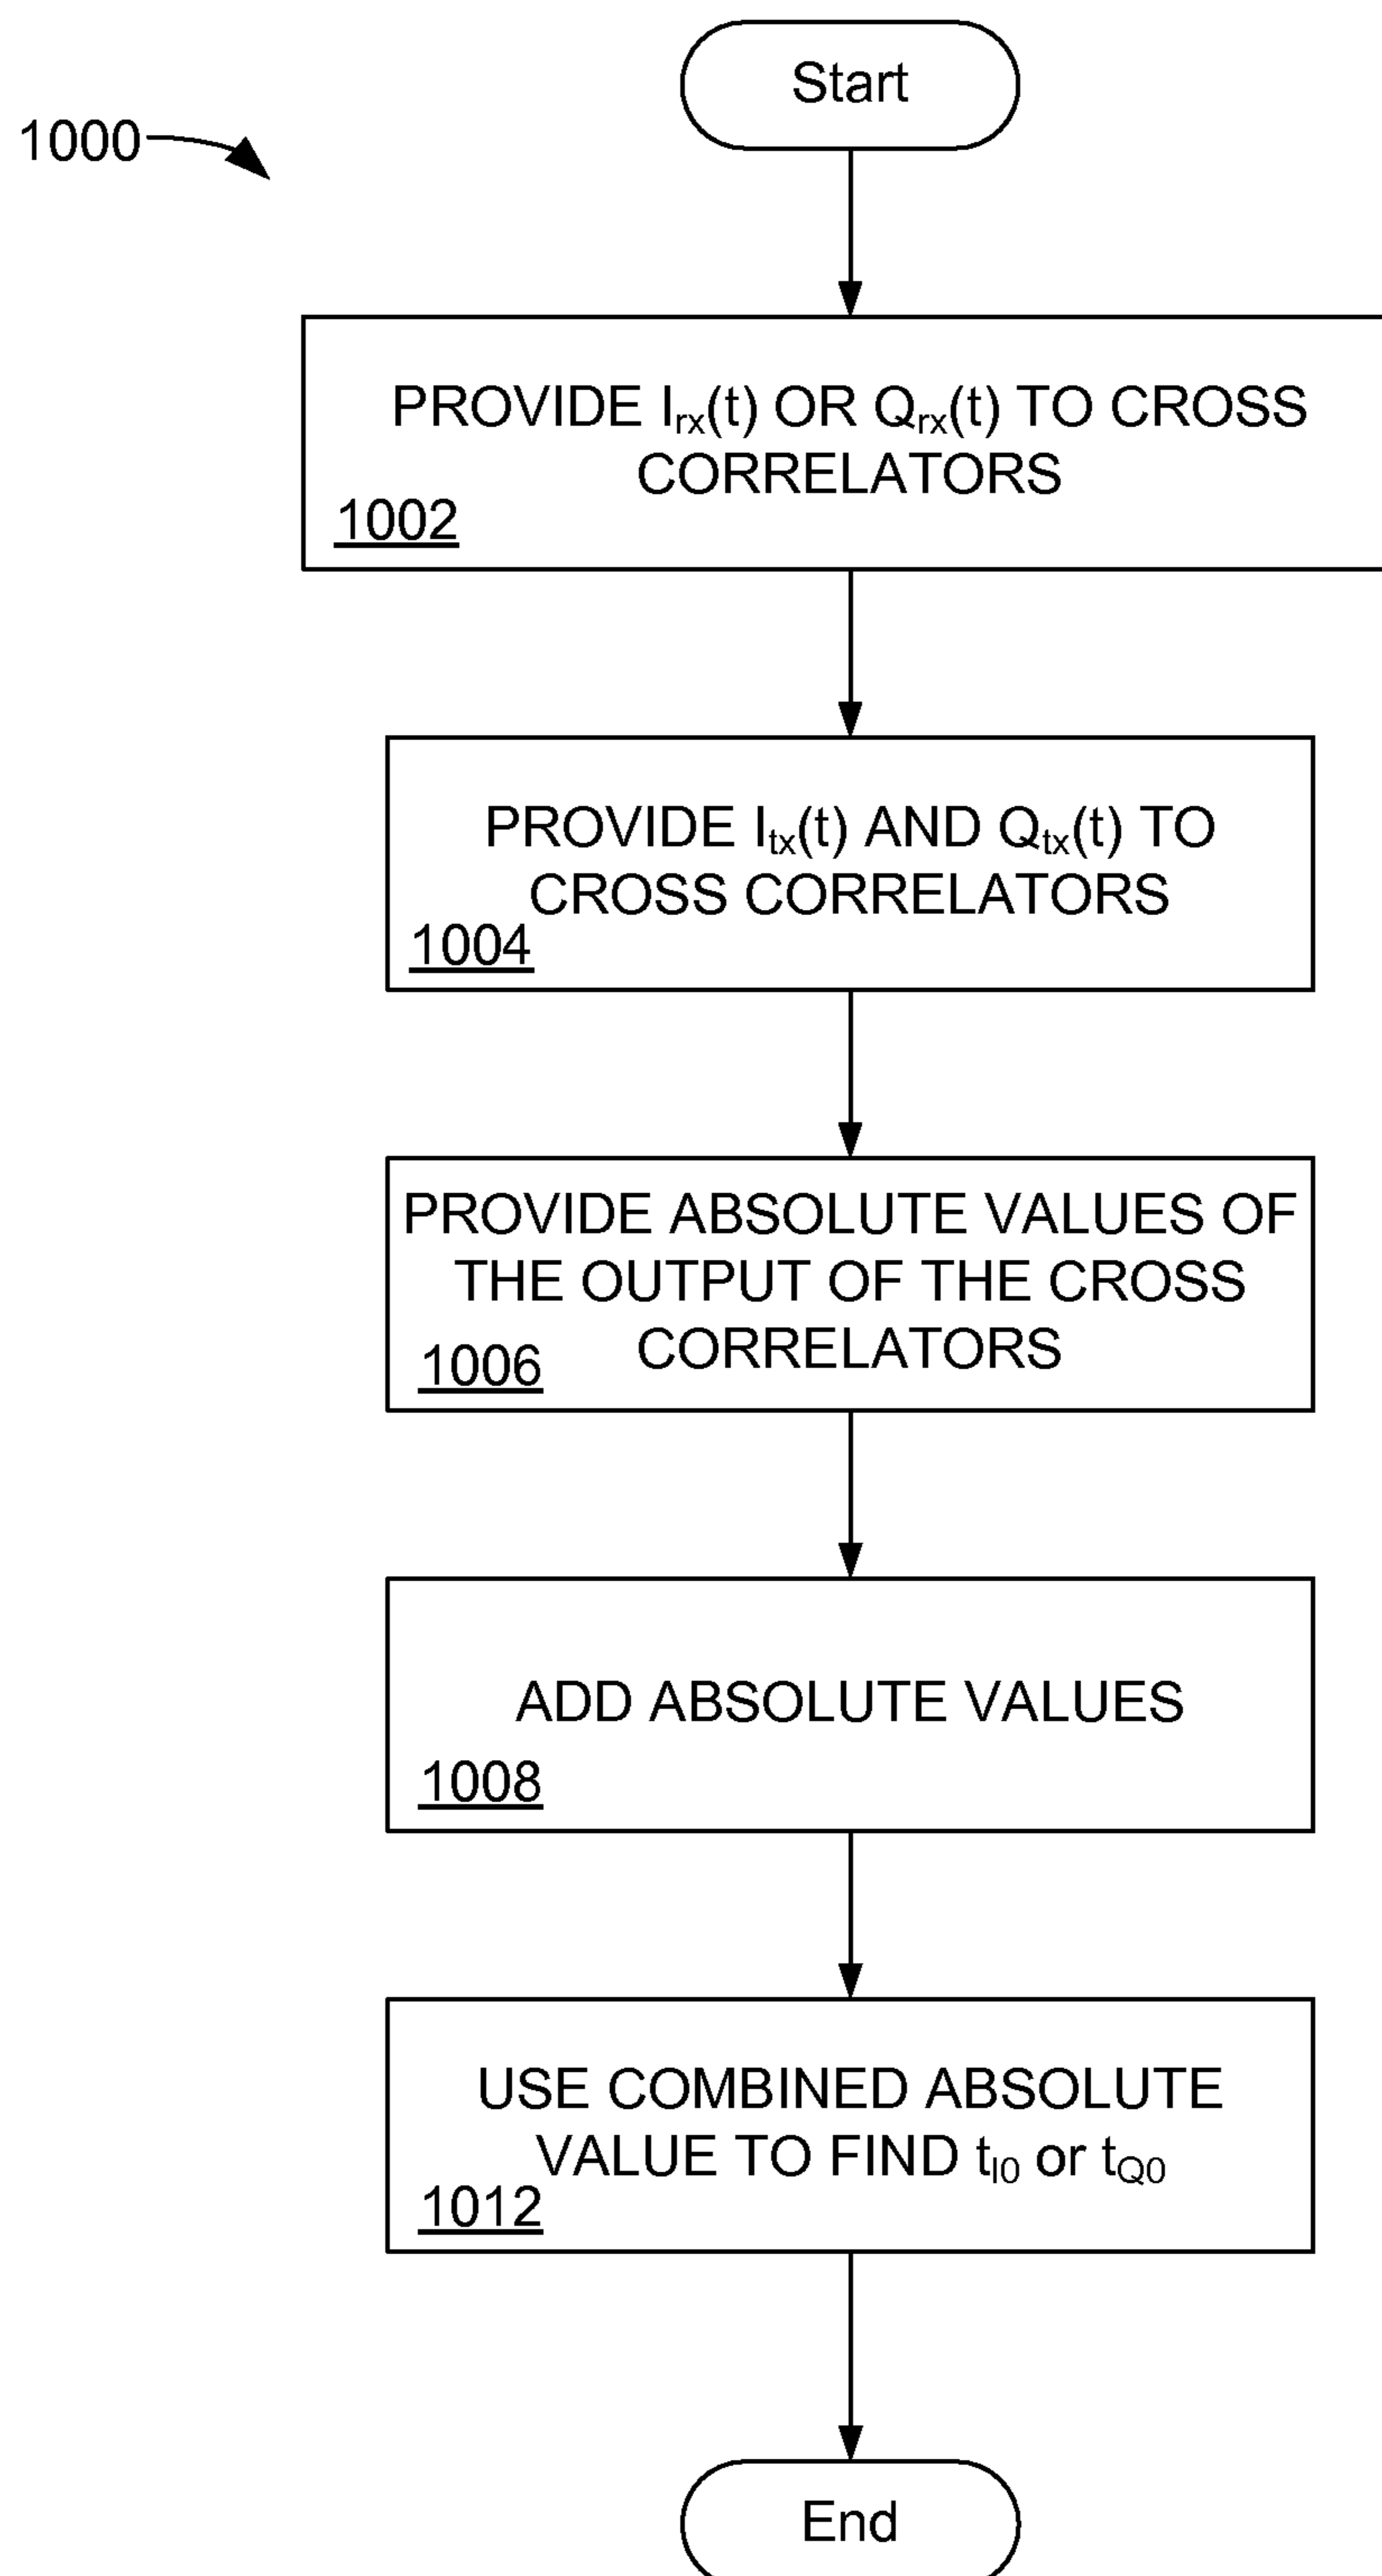 Start
1000
PROVIDE Irx(t) OR Qrx(t) TO CROSS
CORRELATORS
1002
PROVIDE Itx(t) AND Qtx(t) TO
CROSS CORRELATORS
1004
PROVIDE ABSOLUTE VALUES OF
THE OUTPUT OF THE CROSS
CORRELATORS
1006
ADD ABSOLUTE VALUES
1008
USE COMBINED ABSOLUTE
VALUE TO FIND tI0 or tQ0
1012
End